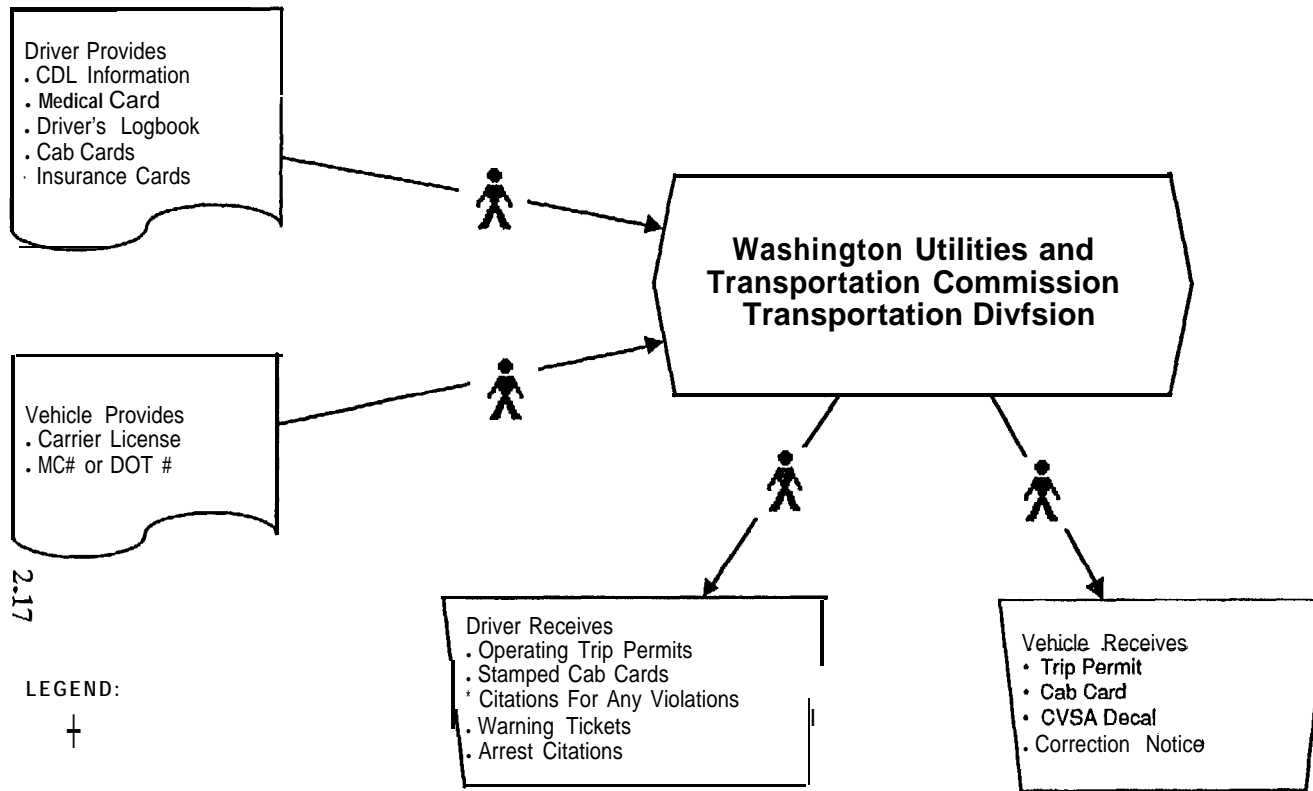 Driver Provides
. CDL Information
. Medical Card
. Driver's Logbook
. Cab Cards
· Insurance Cards
Washington Utilities and
Transportation Commission
Transportation Divfsion
Vehicle Provides
. Carrier License
. MC# or DOT #
2.17
LEGEND:
Driver Receives
. Operating Trip Permits
. Stamped Cab Cards
* Citations For Any Violations
. Warning Tickets
. Arrest Citations
Vehicle Receives
• Trip Permit
• Cab Card
• CVSA Decal
. Correction Notice